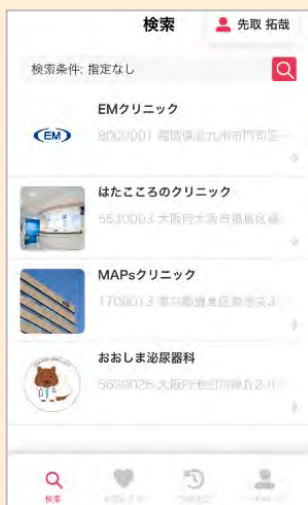 検索
先取 拓哉
検索条件: 指定なし
EMクリニック
EM
8000001 福岡県北九州市門司区
はたこころのクリニック
5530003 大阪府大阪市福島区
MAPsクリニック
1700013 東京都豊島区東池袋
おおしま泌尿器科
5630026 大阪府池田市緑丘2
検索